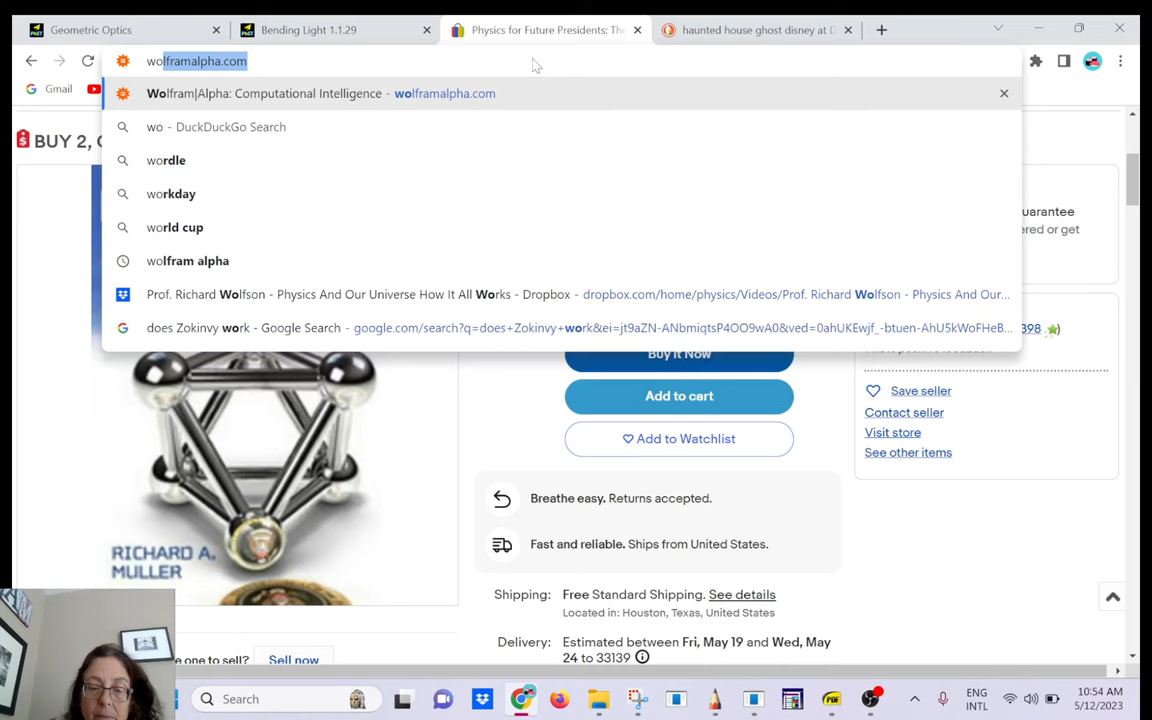 Geometric Optics
Bending Light 1.1.29
Physics for Future Presidents: The
haunted house ghost disney at D
wolframalpha.com
Gmail
Wolfram|Alpha: Computational Intelligence - wolframalpha.com
wo - DuckDuckGo Search
wordle
workday
world cup
wolfram alpha
Prof. Richard Wolfson - Physics And Our Universe How It All Works - Dropbox - dropbox.com/home/physics/Videos/Prof. Richard Wolfson - Physics And Our...
does Zokinvy work - Google Search - google.com/search?q=does+Zokinvy+work&ei=jt9aZN-ANbmiqtsP4OO9wA0&ved=0ahUKEwjf_-btuen-AhU5kWoFHeB...
BUY 2,
uarantee
ered or get
398
Buy It Now
Add to cart
Add to Watchlist
Save seller
Contact seller
Visit store
See other items
Breathe easy. Returns accepted.
Fast and reliable. Ships from United States.
RICHARD A.
MULLER
Shipping: Free Standard Shipping. See details
Located in: Houston, Texas, United States
Delivery: Estimated between Fri, May 19 and Wed, May
24 to 33139
e one to sell? Sell now
Search
ENG
INTL
10:54 AM
5/12/2023